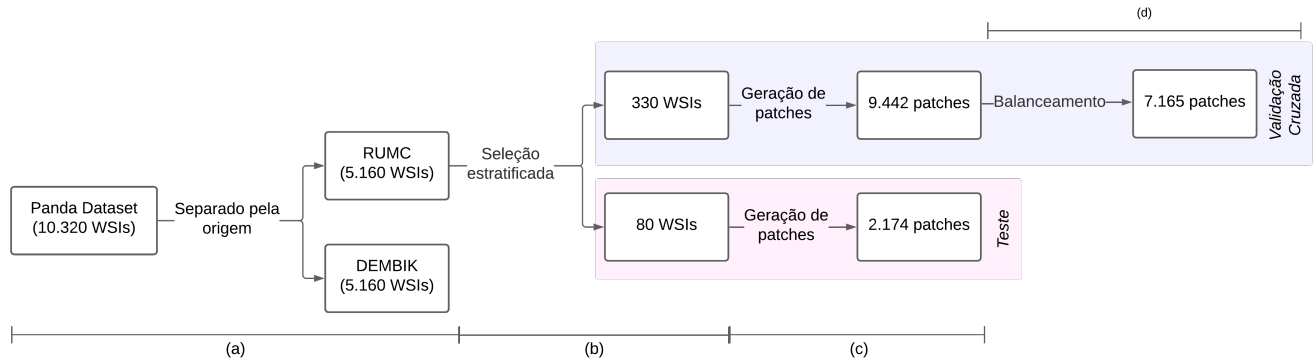 (d)
330 WSIs
Geração de
patches
9.442 patches
Balanceamento
7.165 patches
Validação
Cruzada
RUMC
(5.160 WSIs)
Seleção
estratificada
Panda Dataset
(10.320 WSIs)
Separado pela
origem
80 WSIs
Geração de
patches
2.174 patches
Teste
DEMBIK
(5.160 WSIs)
(a)
(b)
(c)